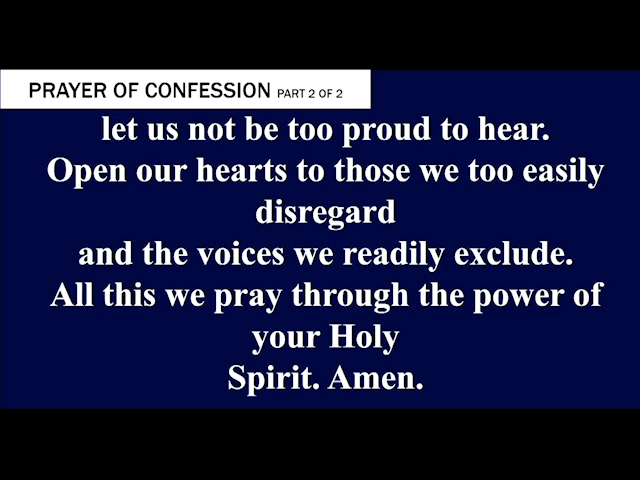 PRAYER OF CONFESSION PART 2 OF 2
let us not be too proud to hear.
Open our hearts to those we too easily
disregard
and the voices we readily exclude.
All this we pray through the power of
your Holy
Spirit. Amen.